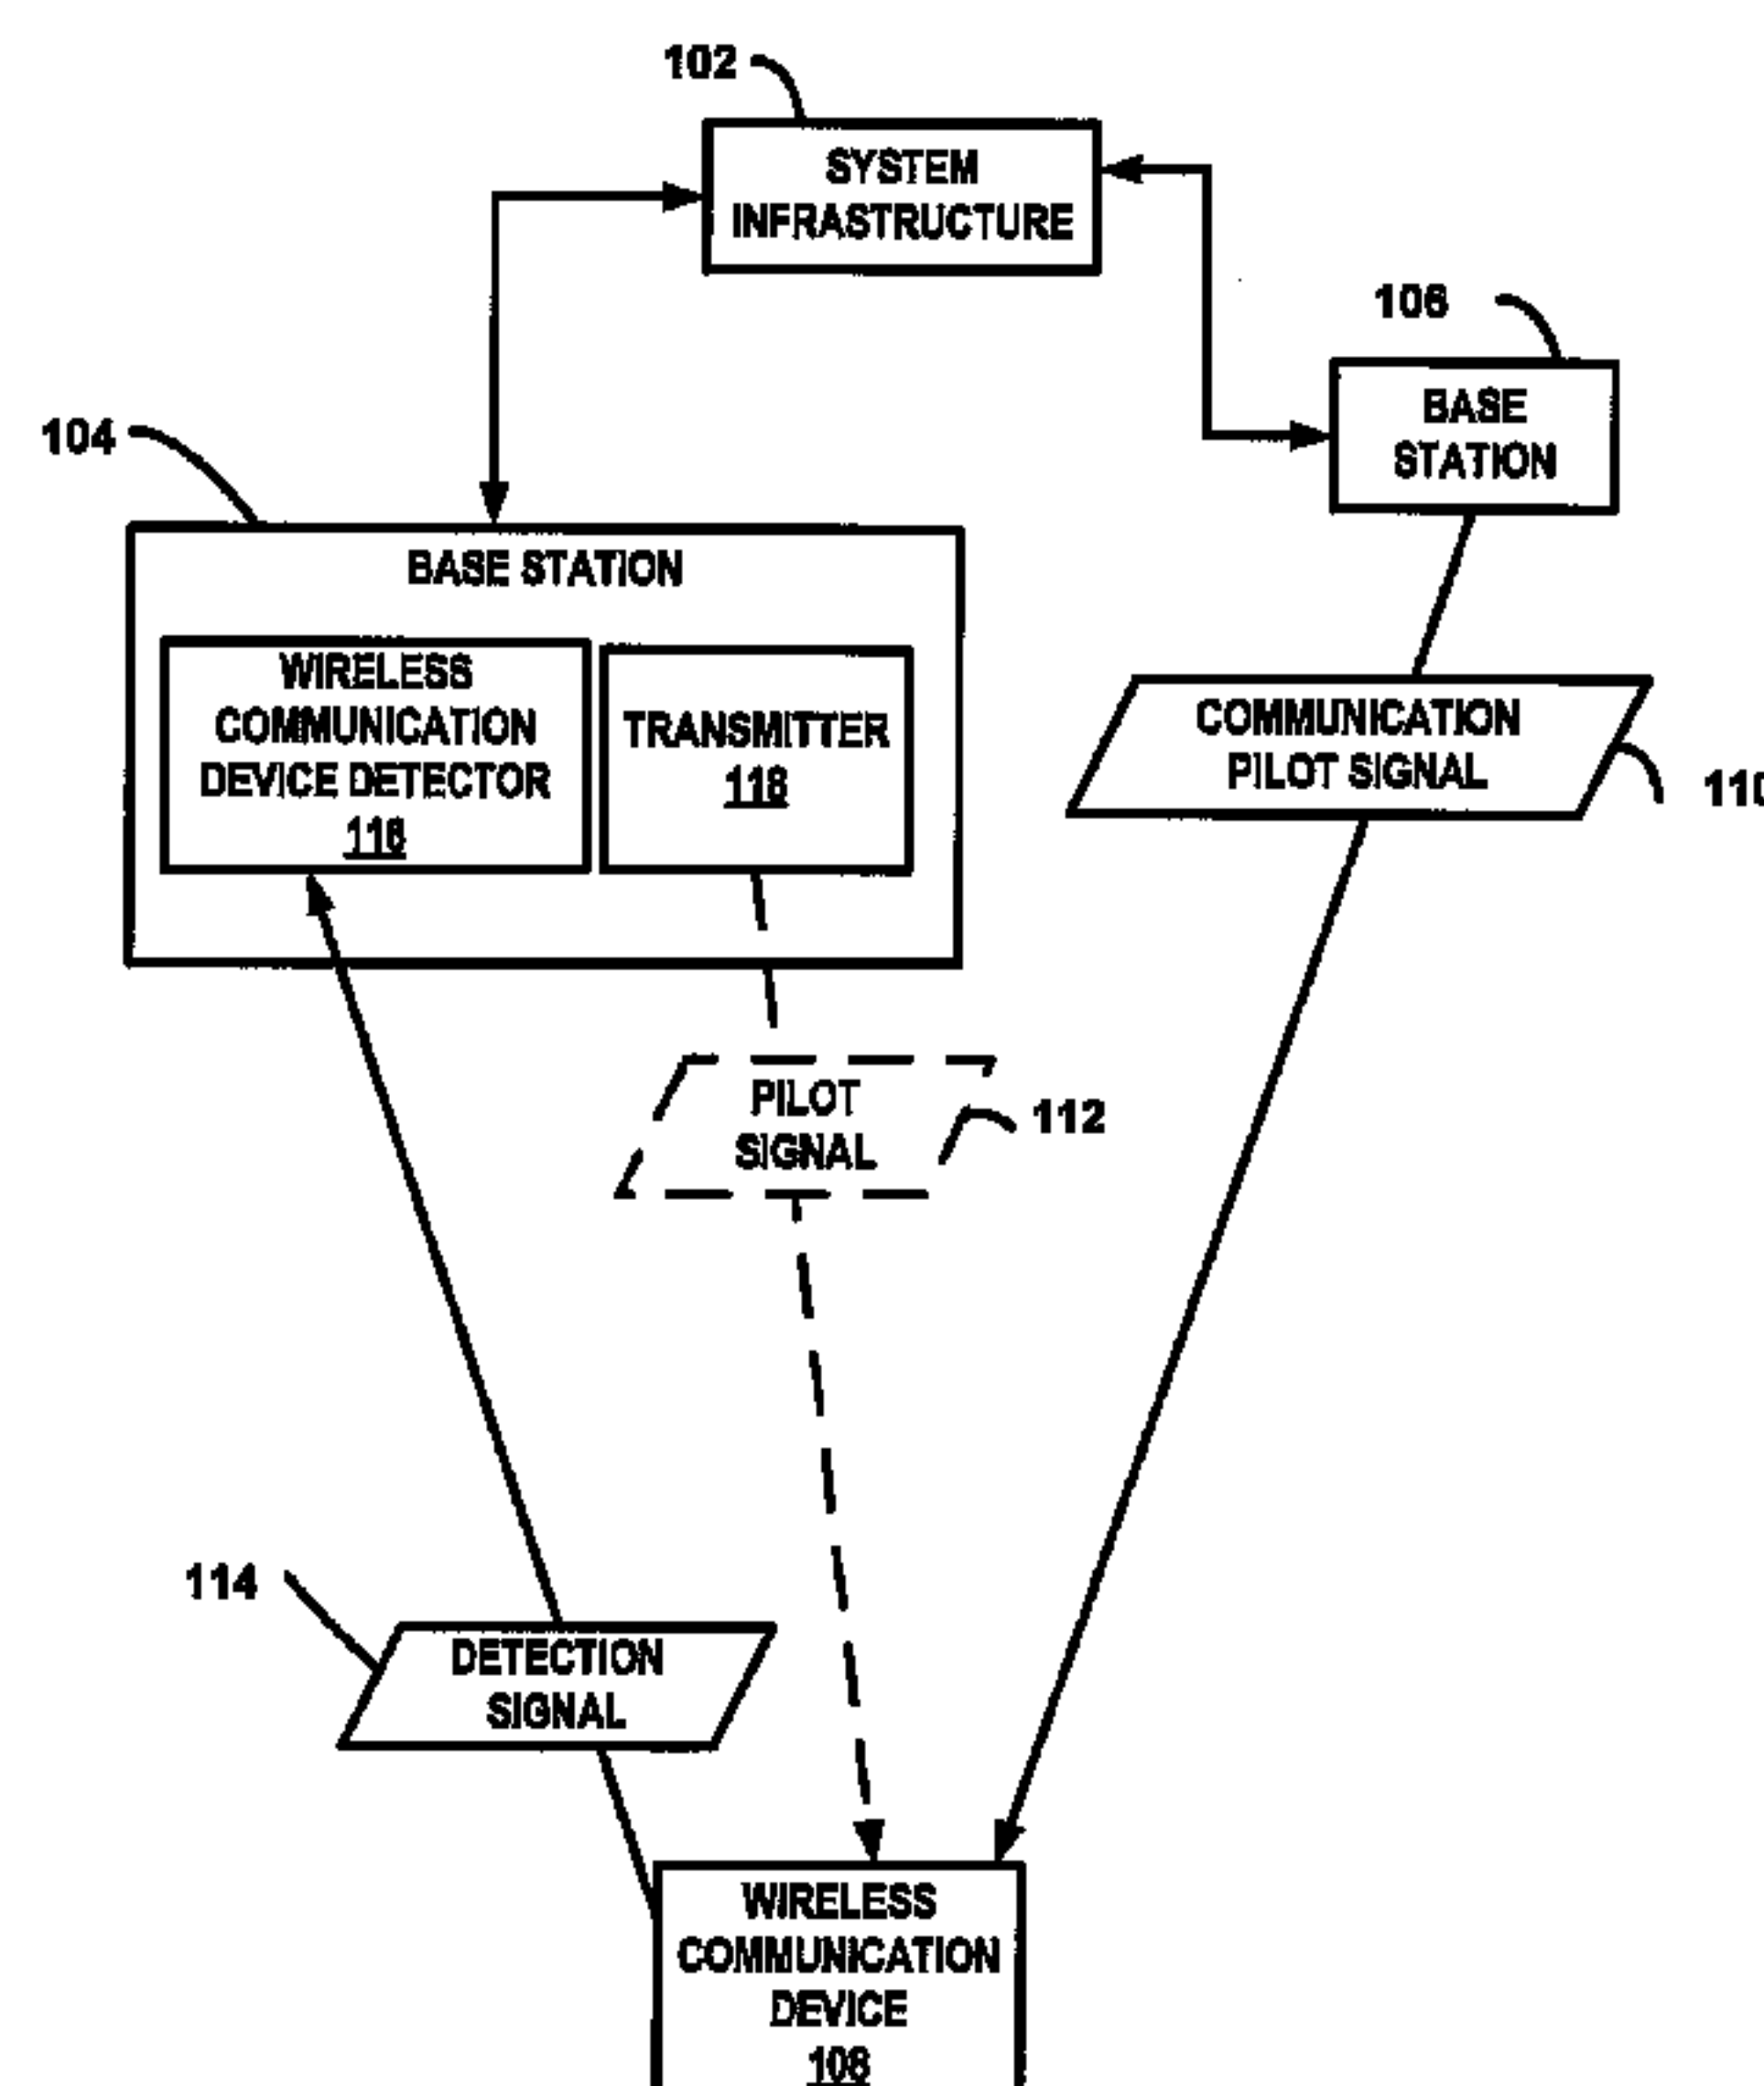 102
SYSTEM
INFRASTRUCTURE
106
BASE
STATION
104
BASE STATION
WIRELESS
COMMUNICATION
DEVICE DETECTOR
116
TRANSMITTER
118
COMMUNICATION
PILOT SIGNAL
110
PILOT
SIGNAL
112
114
DETECTION
SIGNAL
WIRELESS
COMMUNICATION
DEVICE
108